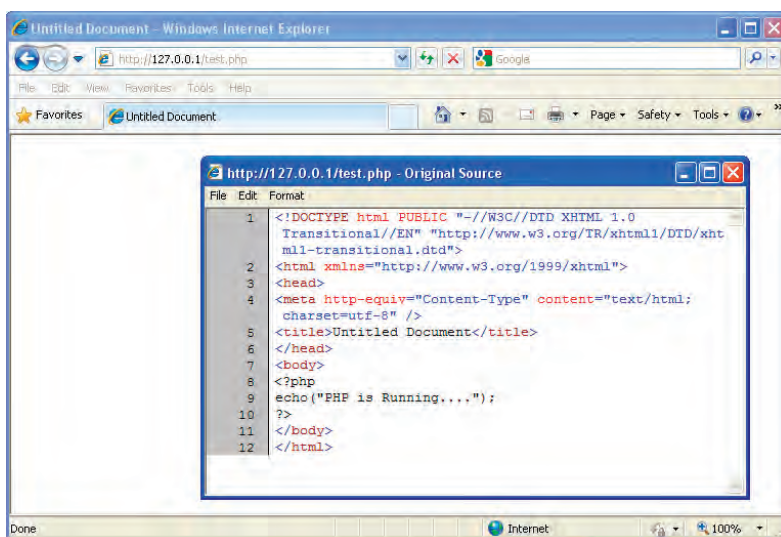 Untitled Document - Windows Internet Explorer
http://127.0.0.1/test.php
Google
File Edit View Favorites Tools Help
Favorites Untitled Document Page Safety Tools
http://127.0.0.1/test.php - Original Source
File Edit Format
1 <!DOCTYPE html PUBLIC "-//W3C//DTD XHTML 1.0
Transitional//EN" "http://www.w3.org/TR/xhtml1/DTD/xht
ml1-transitional.dtd">
2 <html xmlns="http://www.w3.org/1999/xhtml">
3 <head>
4 <meta http-equiv="Content-Type" content="text/html;
charset=utf-8" />
5 <title>Untitled Document</title>
6 </head>
7 <body>
8 <?php
9 echo("PHP is Running....");
10 ?>
11 </body>
12 </html>
Done Internet 100%